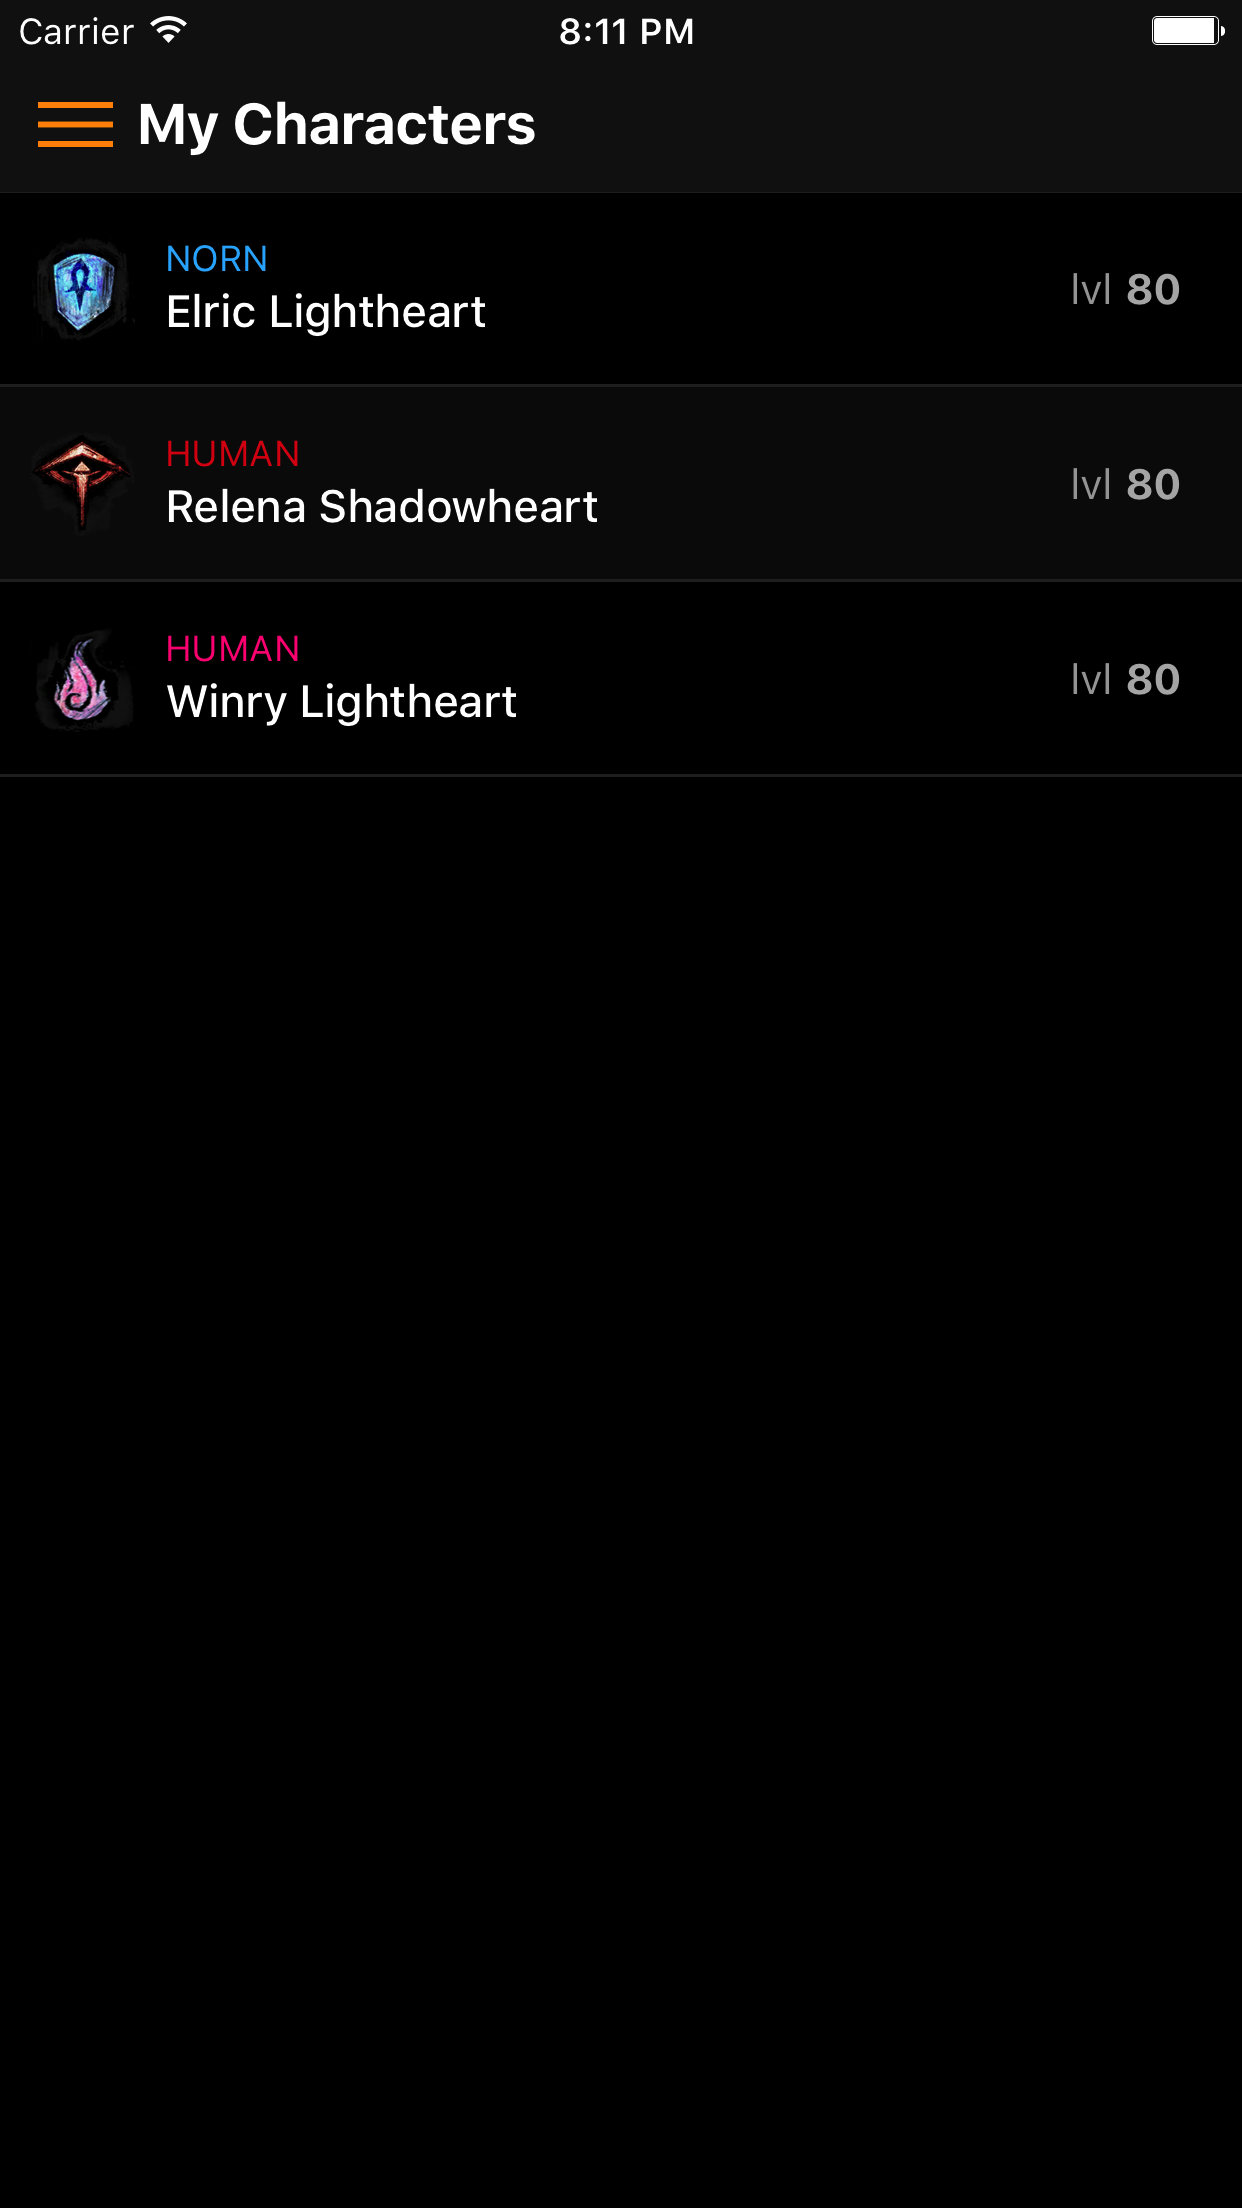 Carrier 8:11 PM
My Characters
NORN
Elric Lightheart
lvl 80
HUMAN
Relena Shadowheart
lvl 80
HUMAN
Winry Lightheart
lvl 80